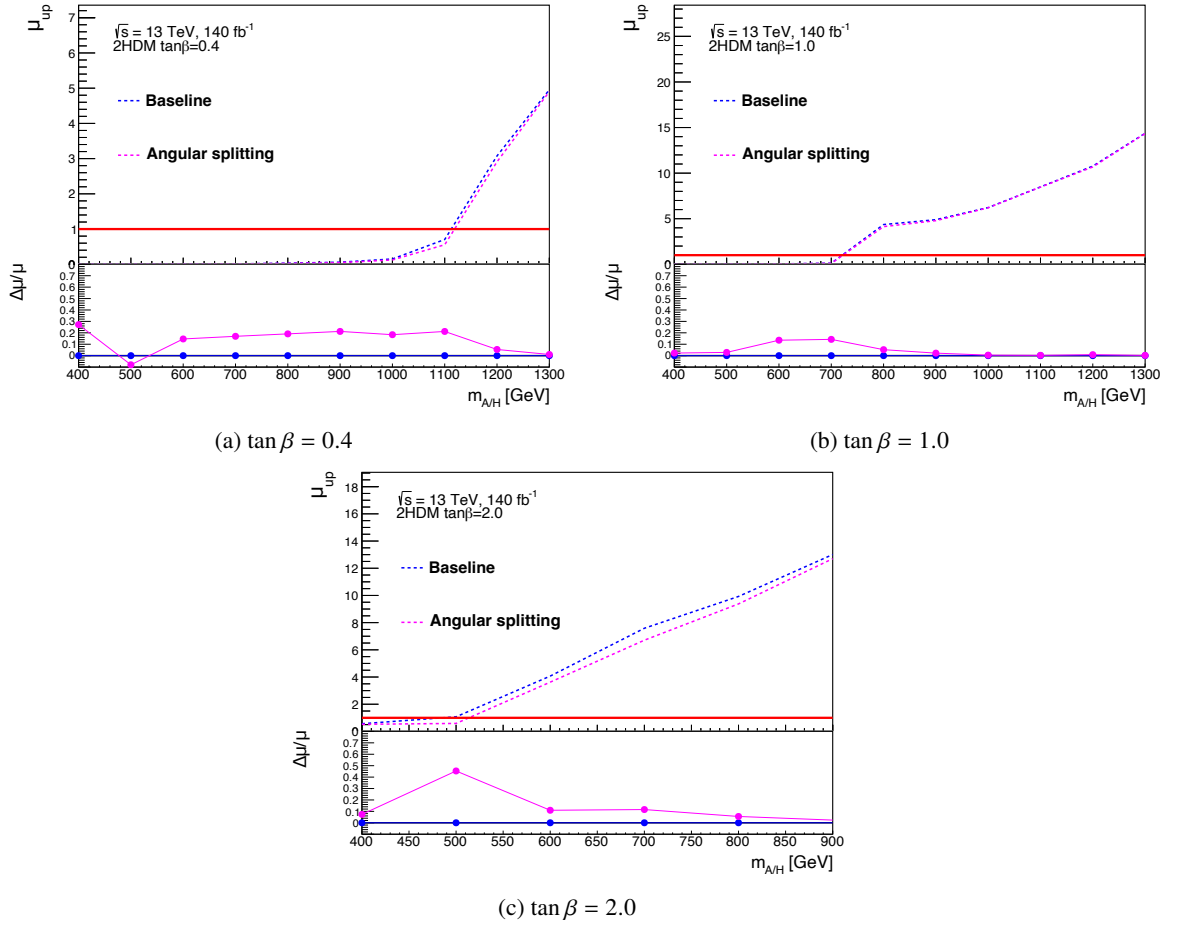 μup
7
6
5
4
3
2
1
0
√s = 13 TeV, 140 fb-1
2HDM tanβ=0.4
Baseline
Angular splitting
Δμ/μ
0.7
0.6
0.5
0.4
0.3
0.2
0.1
0
400 500 600 700 800 900 1000 1100 1200 1300
mA/H [GeV]
(a) tan β = 0.4
μup
25
20
15
10
5
0
√s = 13 TeV, 140 fb-1
2HDM tanβ=1.0
Baseline
Angular splitting
Δμ/μ
0.7
0.6
0.5
0.4
0.3
0.2
0.1
0
400 500 600 700 800 900 1000 1100 1200 1300
mA/H [GeV]
(b) tan β = 1.0
μup
18
16
14
12
10
8
6
4
2
0
√s = 13 TeV, 140 fb-1
2HDM tanβ=2.0
Baseline
Angular splitting
Δμ/μ
0.7
0.6
0.5
0.4
0.3
0.2
0.1
0
400 450 500 550 600 650 700 750 800 850 900
mA/H [GeV]
(c) tan β = 2.0